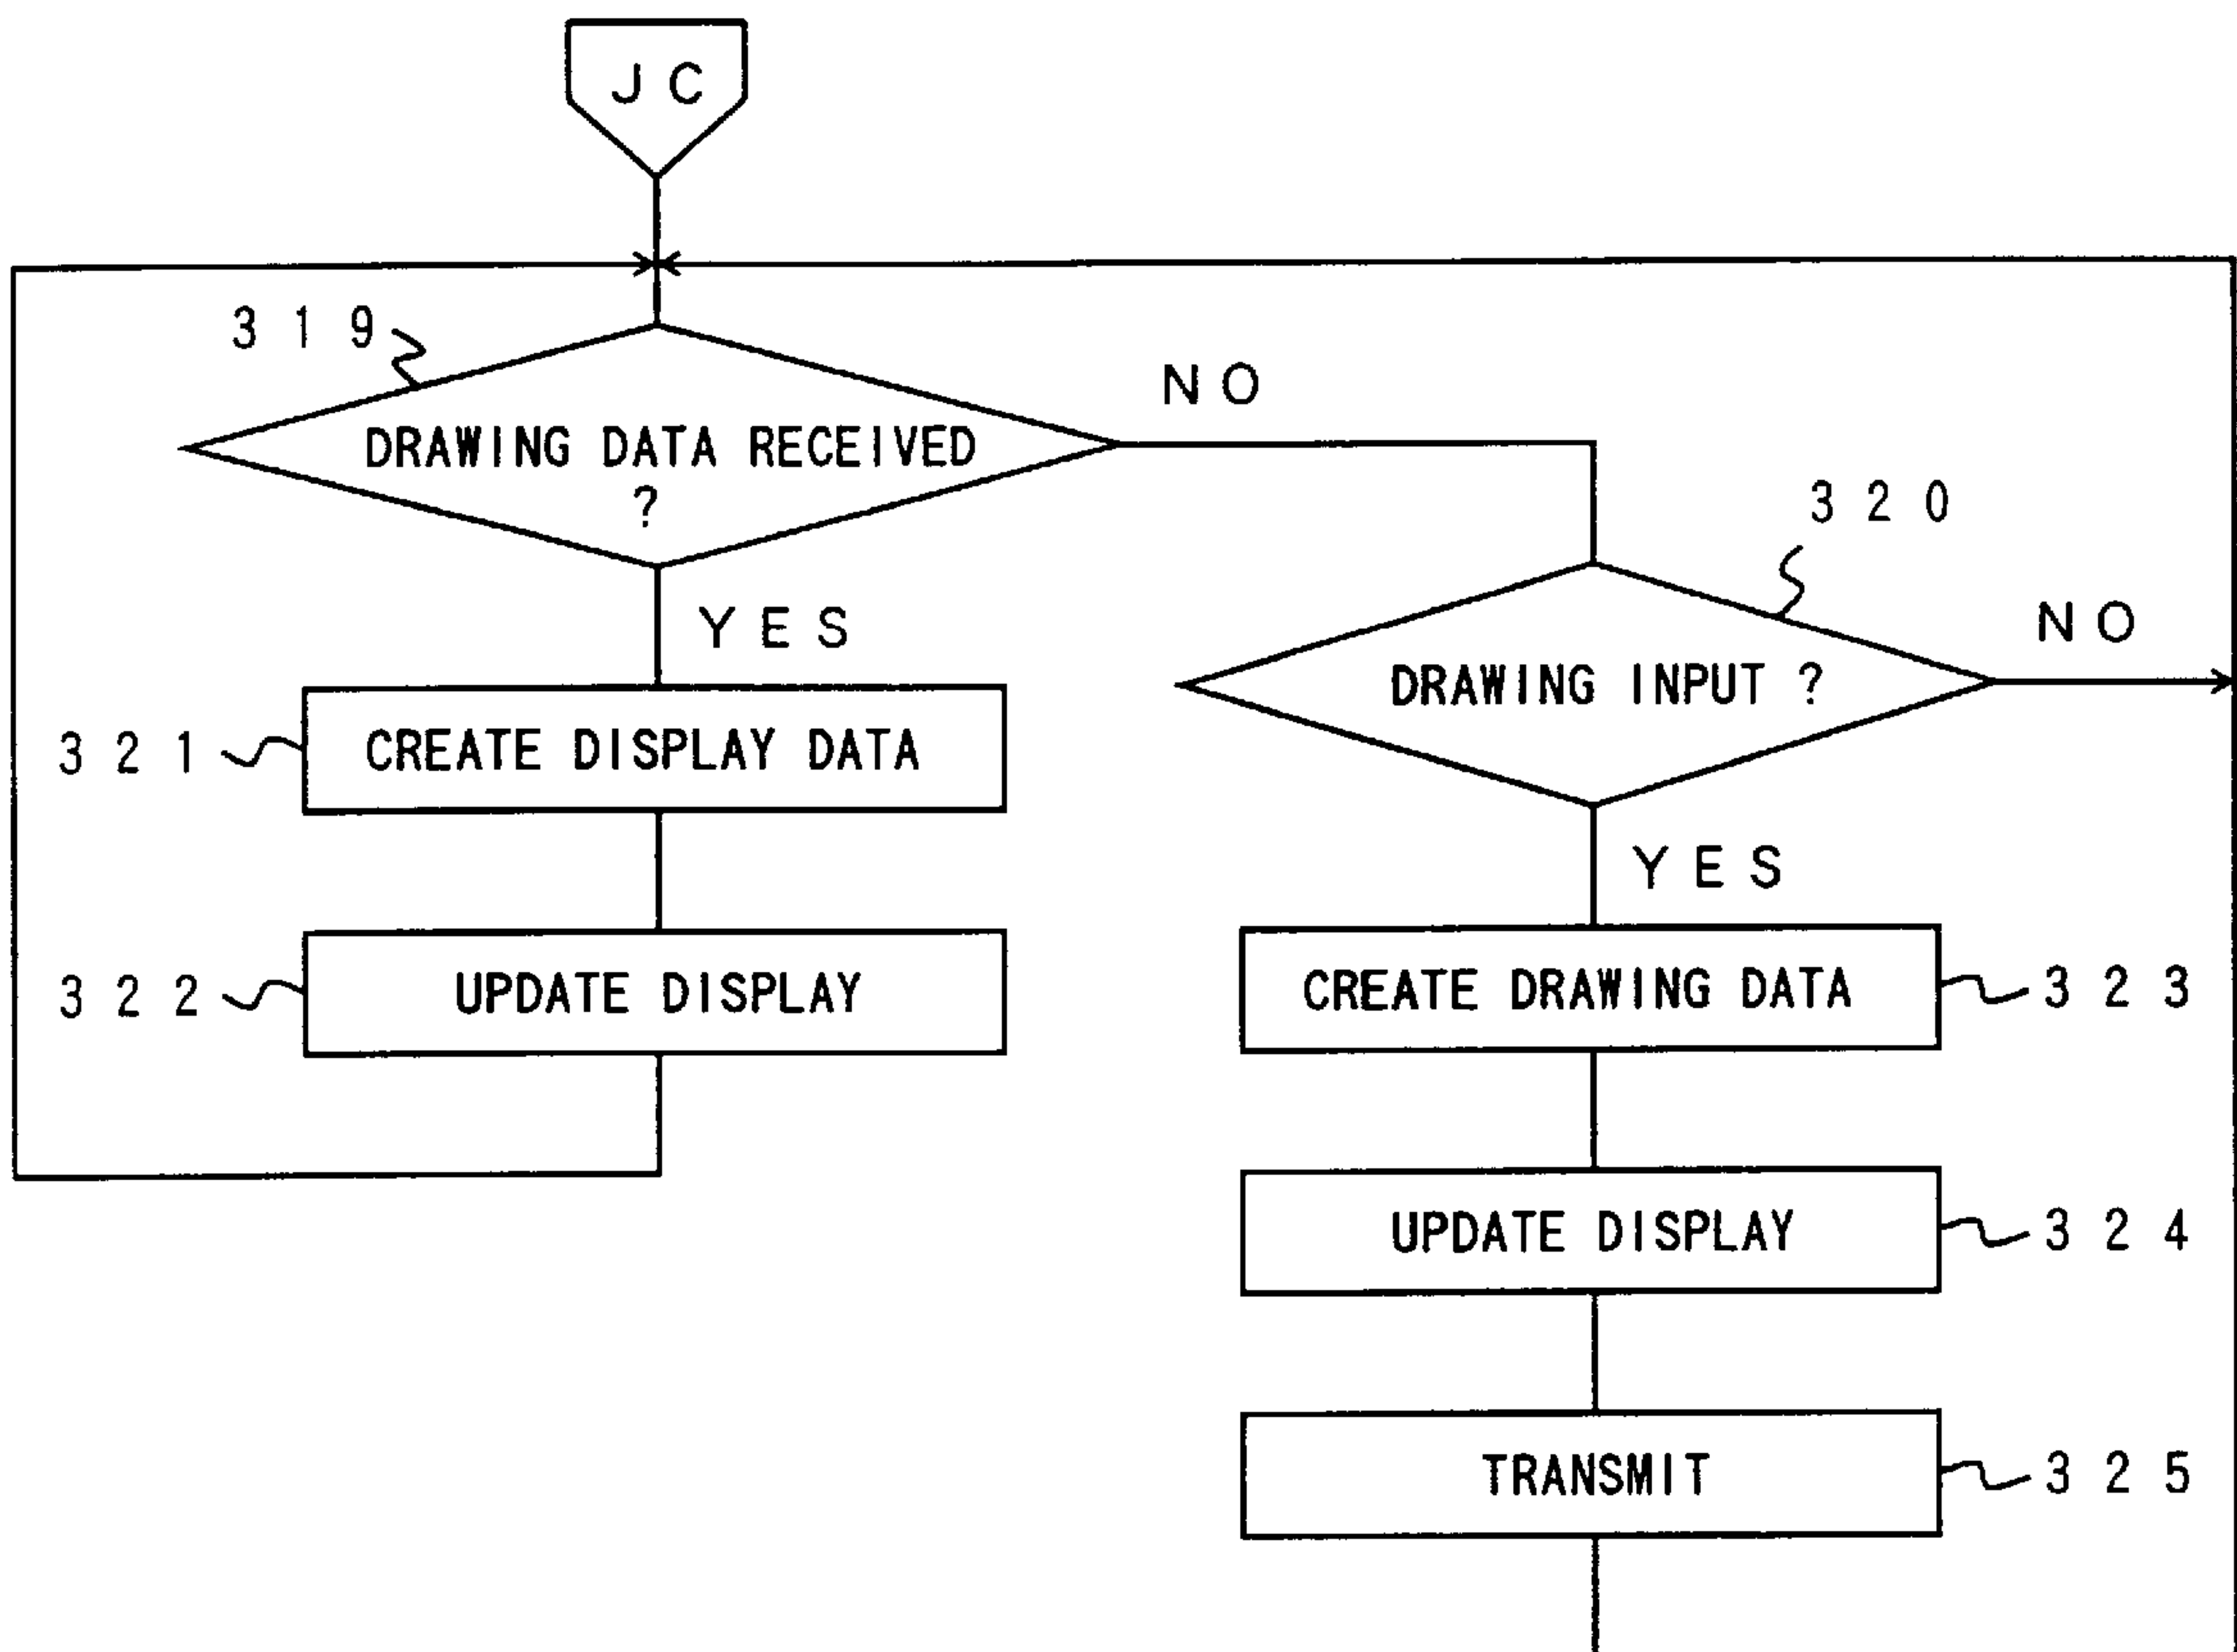 JC
319
NO
DRAWING DATA RECEIVED
?
320
YES
NO
DRAWING INPUT ?
321
CREATE DISPLAY DATA
YES
322
UPDATE DISPLAY
CREATE DRAWING DATA
323
UPDATE DISPLAY
324
TRANSMIT
325